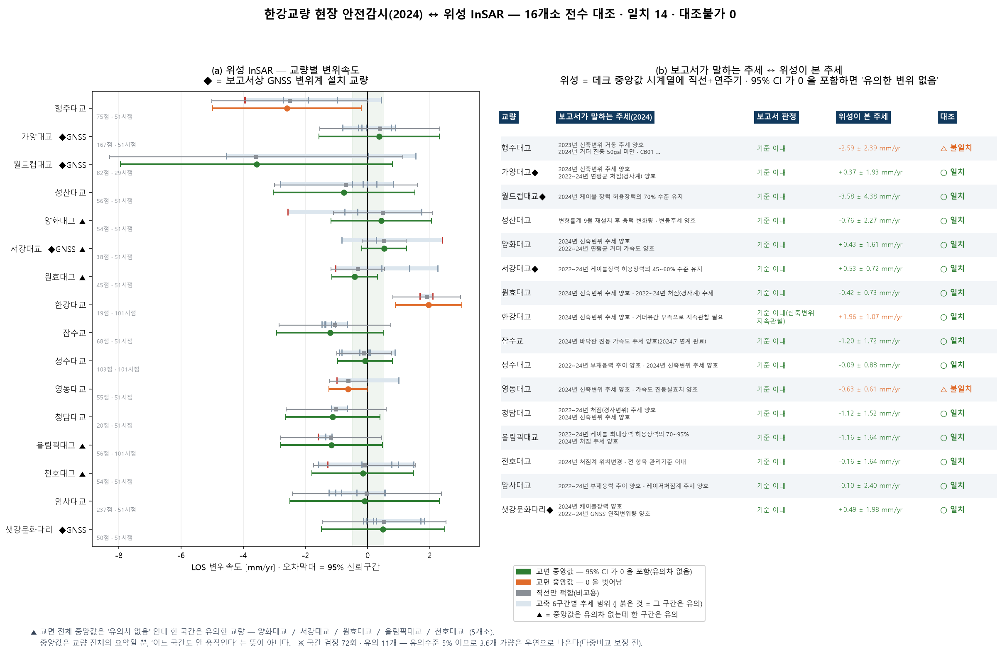 한강교량 현장 안전감시(2024) ↔ 위성 InSAR — 16개소 전수 대조 · 일치 14 · 대조불가 0
(a) 위성 InSAR — 교량별 변위속도
◆ = 보고서상 GNSS 변위계 설치 교량
행주대교
75점 · 51시점
가양대교 ◆GNSS
167점 · 51시점
월드컵대교 ◆GNSS
82점 · 29시점
성산대교
56점 · 51시점
양화대교 ▲
54점 · 51시점
서강대교 ◆GNSS ▲
38점 · 51시점
원효대교 ▲
45점 · 51시점
한강대교
19점 · 101시점
잠수교
68점 · 51시점
성수대교
103점 · 101시점
영동대교
55점 · 51시점
청담대교
20점 · 51시점
올림픽대교 ▲
56점 · 101시점
천호대교 ▲
54점 · 51시점
암사대교
237점 · 51시점
샛강문화다리 ◆GNSS
50점 · 51시점
-8 -6 -4 -2 0 2
LOS 변위속도 [mm/yr] · 오차막대 = 95% 신뢰구간
(b) 보고서가 말하는 추세 ↔ 위성이 본 추세
위성 = 데크 중앙값 시계열에 직선+연주기 · 95% CI 가 0 을 포함하면 '유의한 변위 없음'
교량 보고서가 말하는 추세(2024) 보고서 판정 위성이 본 추세 대조
행주대교 2023년 신축변위 거동 추세 양호
2024년 거더 진동 50gal 미만 · CB01 ... 기준 이내 -2.59 ± 2.39 mm/yr △ 불일치
가양대교◆ 2024년 신축변위 추세 양호
2022~24년 연평균 처짐(경사계) 양호 기준 이내 +0.37 ± 1.93 mm/yr ○ 일치
월드컵대교◆ 2024년 케이블 장력 허용장력의 70% 수준 유지 기준 이내 -3.58 ± 4.38 mm/yr ○ 일치
성산대교 변형률계 9월 재설치 후 응력 변화량 · 변동추세 양호 기준 이내 -0.76 ± 2.27 mm/yr ○ 일치
양화대교 2024년 신축변위 추세 양호
2022~24년 연평균 거더 가속도 양호 기준 이내 +0.43 ± 1.61 mm/yr ○ 일치
서강대교◆ 2022~24년 케이블장력 허용장력의 45~60% 수준 유지 기준 이내 +0.53 ± 0.72 mm/yr ○ 일치
원효대교 2024년 신축변위 추세 양호 · 2022~24년 처짐(경사계) 추세 기준 이내 -0.42 ± 0.73 mm/yr ○ 일치
한강대교 2024년 신축변위 추세 양호 · 거더유간 부족으로 지속관찰 필요 기준 이내(신축변위
지속관찰) +1.96 ± 1.07 mm/yr ○ 일치
잠수교 2024년 바닥판 진동 가속도 추세 양호(2024.7 연계 완료) 기준 이내 -1.20 ± 1.72 mm/yr ○ 일치
성수대교 2022~24년 부재응력 추이 양호 · 2024년 신축변위 추세 양호 기준 이내 -0.09 ± 0.88 mm/yr ○ 일치
영동대교 2024년 신축변위 추세 양호 · 가속도 진동실효치 양호 기준 이내 -0.63 ± 0.61 mm/yr △ 불일치
청담대교 2022~24년 처짐(경사변위) 추세 양호
2024년 신축변위 추세 양호 기준 이내 -1.12 ± 1.52 mm/yr ○ 일치
올림픽대교 2022~24년 케이블 최대장력 허용장력의 70~95%
2024년 처짐 추세 양호 기준 이내 -1.16 ± 1.64 mm/yr ○ 일치
천호대교 2024년 처짐계 위치변경 · 전 항목 관리기준 이내 기준 이내 -0.16 ± 1.64 mm/yr ○ 일치
암사대교 2022~24년 부재응력 추이 양호 · 레이저처짐계 추세 양호 기준 이내 -0.10 ± 2.40 mm/yr ○ 일치
샛강문화다리◆ 2024년 케이블장력 양호
2022~24년 GNSS 연직변위량 양호 기준 이내 +0.49 ± 1.98 mm/yr ○ 일치
교면 중앙값 — 95% CI 가 0 을 포함(유의차 없음)
교면 중앙값 — 0 을 벗어남
직선만 적합(비교용)
교축 6구간별 추세 범위 (| 붉은 것 = 그 구간은 유의)
▲ = 중앙값은 유의차 없는데 한 구간은 유의
▲ 교면 전체 중앙값은 '유의차 없음' 인데 한 국간은 유의한 교량 — 양화대교 / 서강대교 / 원효대교 / 올림픽대교 / 천호대교 (5개소).
중앙값은 교량 전체의 요약일 뿐, '어느 국간도 안 움직인다' 는 뜻이 아니다. ※ 국간 검정 72회 · 유의 11개 — 유의수준 5% 이므로 3.6개 가량은 우연으로 나온다(다중비교 보정 전).